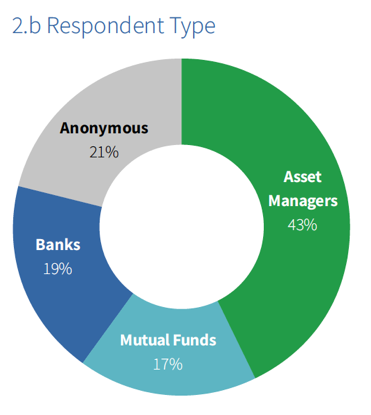 2.b Respondent Type
Anonymous
21%
Asset
Managers
43%
Banks
19%
Mutual Funds
17%